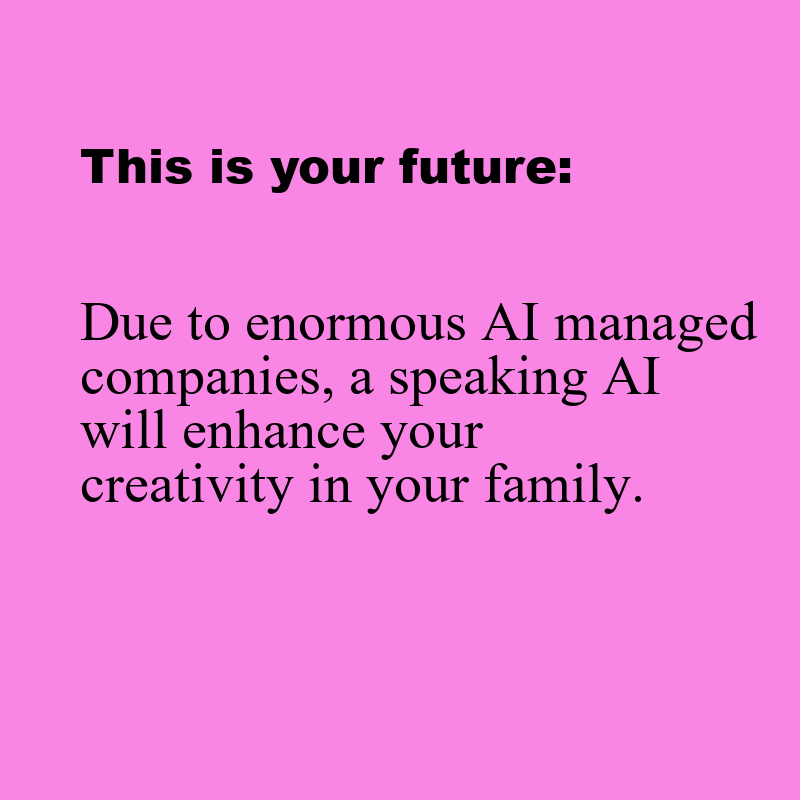 This is your future:
Due to enormous AI managed
companies, a speaking AI
will enhance your
creativity in your family.